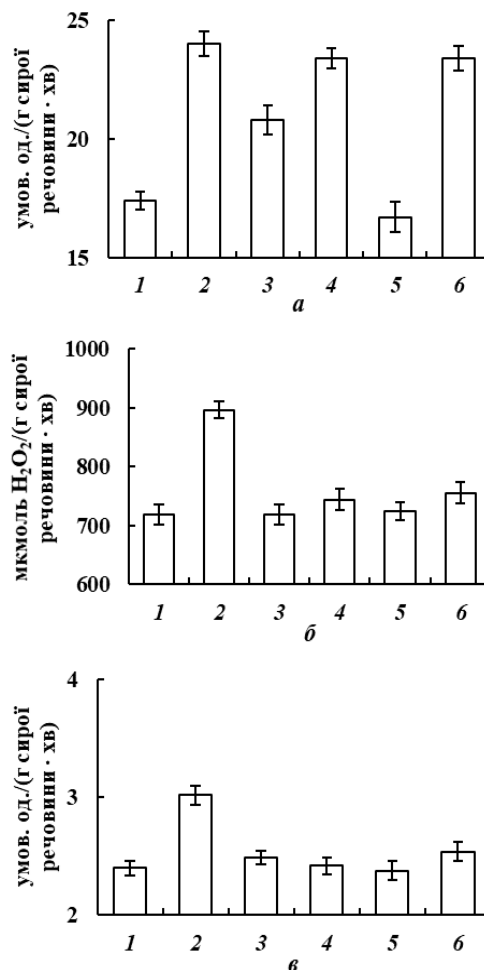 умов. од./(г сирої
речовини · хв)
25
20
15
1 2 3 4 5 6
а
мкмоль H₂O₂/(г сирої
речовини · хв)
1000
900
800
700
600
1 2 3 4 5 6
б
умов. од./(г сирої
речовини · хв)
4
3
2
1 2 3 4 5 6
в